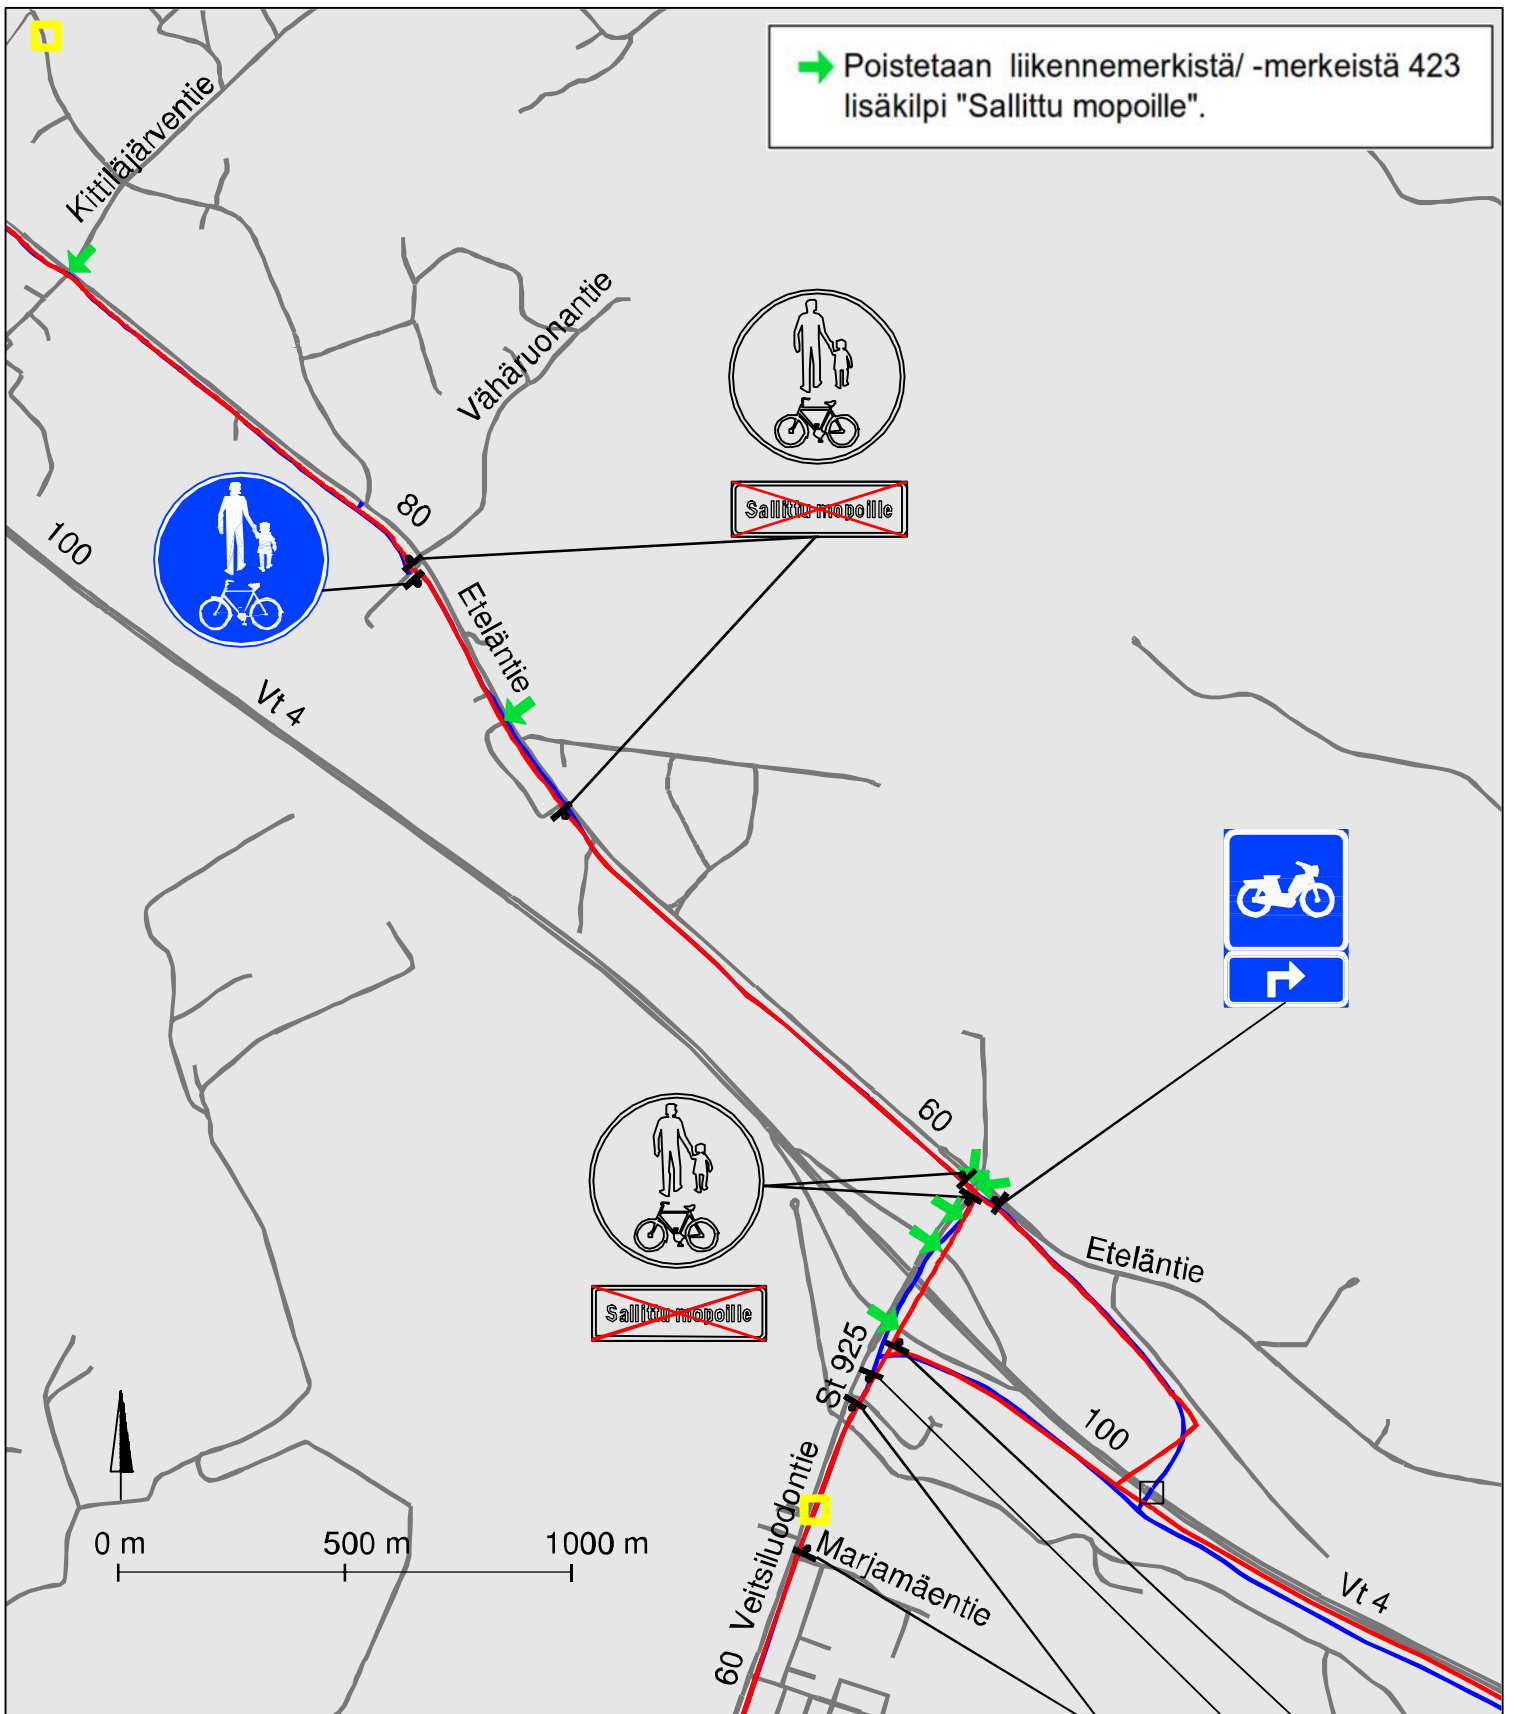 Poistetaan liikennemerkistä/ -merkeistä 423
lisäkilpi "Sallittu mopoille".
Kittiläjärventie
Vähäruonantie
80
100
Sallittu mopoille
Eteläntie
Vt 4
60
Eteläntie
Sallittu mopoille
St 925
100
Veitsiluodontie
Marjamäentie
0 m 500 m 1000 m
Vt 4
60